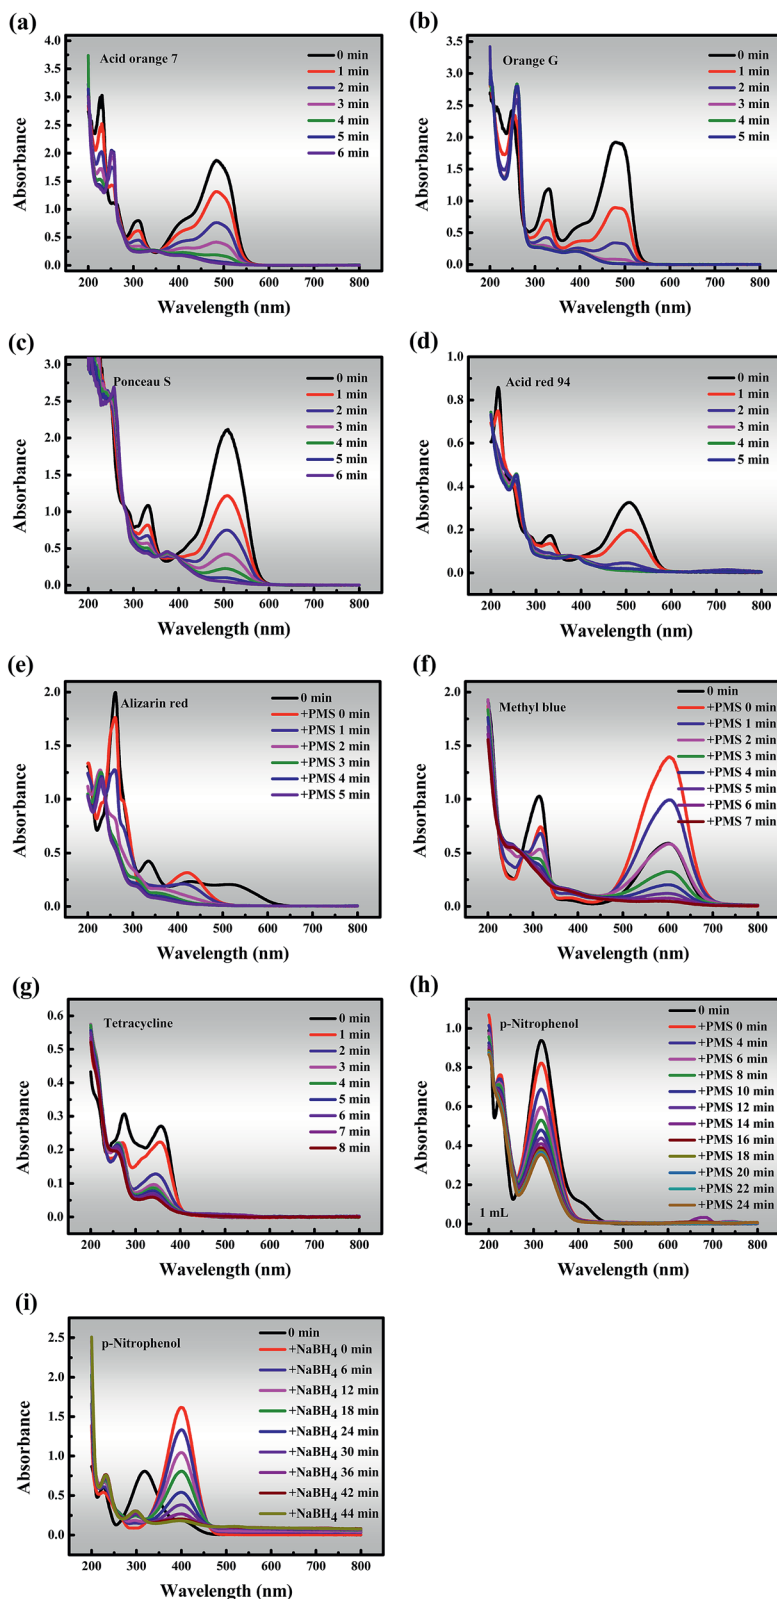 (a)
Acid orange 7
0 min
1 min
2 min
3 min
4 min
5 min
6 min
4.0
3.5
3.0
2.5
2.0
1.5
1.0
0.5
0.0
Absorbance
200 300 400 500 600 700 800
Wavelength (nm)
(b)
Orange G
0 min
1 min
2 min
3 min
4 min
5 min
3.5
3.0
2.5
2.0
1.5
1.0
0.5
0.0
Absorbance
200 300 400 500 600 700 800
Wavelength (nm)
(c)
Ponceau S
0 min
1 min
2 min
3 min
4 min
5 min
6 min
3.0
2.5
2.0
1.5
1.0
0.5
0.0
Absorbance
200 300 400 500 600 700 800
Wavelength (nm)
(d)
Acid red 94
0 min
1 min
2 min
3 min
4 min
5 min
1.0
0.8
0.6
0.4
0.2
0.0
Absorbance
200 300 400 500 600 700 800
Wavelength (nm)
(e)
Alizarin red
0 min
+PMS 0 min
+PMS 1 min
+PMS 2 min
+PMS 3 min
+PMS 4 min
+PMS 5 min
2.0
1.5
1.0
0.5
0.0
Absorbance
200 300 400 500 600 700 800
Wavelength (nm)
(f)
Methyl blue
0 min
+PMS 0 min
+PMS 1 min
+PMS 2 min
+PMS 3 min
+PMS 4 min
+PMS 5 min
+PMS 6 min
+PMS 7 min
2.0
1.5
1.0
0.5
0.0
Absorbance
200 300 400 500 600 700 800
Wavelength (nm)
(g)
Tetracycline
0 min
1 min
2 min
3 min
4 min
5 min
6 min
7 min
8 min
0.6
0.5
0.4
0.3
0.2
0.1
0.0
Absorbance
200 300 400 500 600 700 800
Wavelength (nm)
(h)
p-Nitrophenol
0 min
+PMS 0 min
+PMS 4 min
+PMS 6 min
+PMS 8 min
+PMS 10 min
+PMS 12 min
+PMS 14 min
+PMS 16 min
+PMS 18 min
+PMS 20 min
+PMS 22 min
+PMS 24 min
1 mL
1.0
0.8
0.6
0.4
0.2
0.0
Absorbance
200 300 400 500 600 700 800
Wavelength (nm)
(i)
p-Nitrophenol
0 min
+NaBH4 0 min
+NaBH4 6 min
+NaBH4 12 min
+NaBH4 18 min
+NaBH4 24 min
+NaBH4 30 min
+NaBH4 36 min
+NaBH4 42 min
+NaBH4 44 min
2.5
2.0
1.5
1.0
0.5
0.0
Absorbance
200 300 400 500 600 700 800
Wavelength (nm)